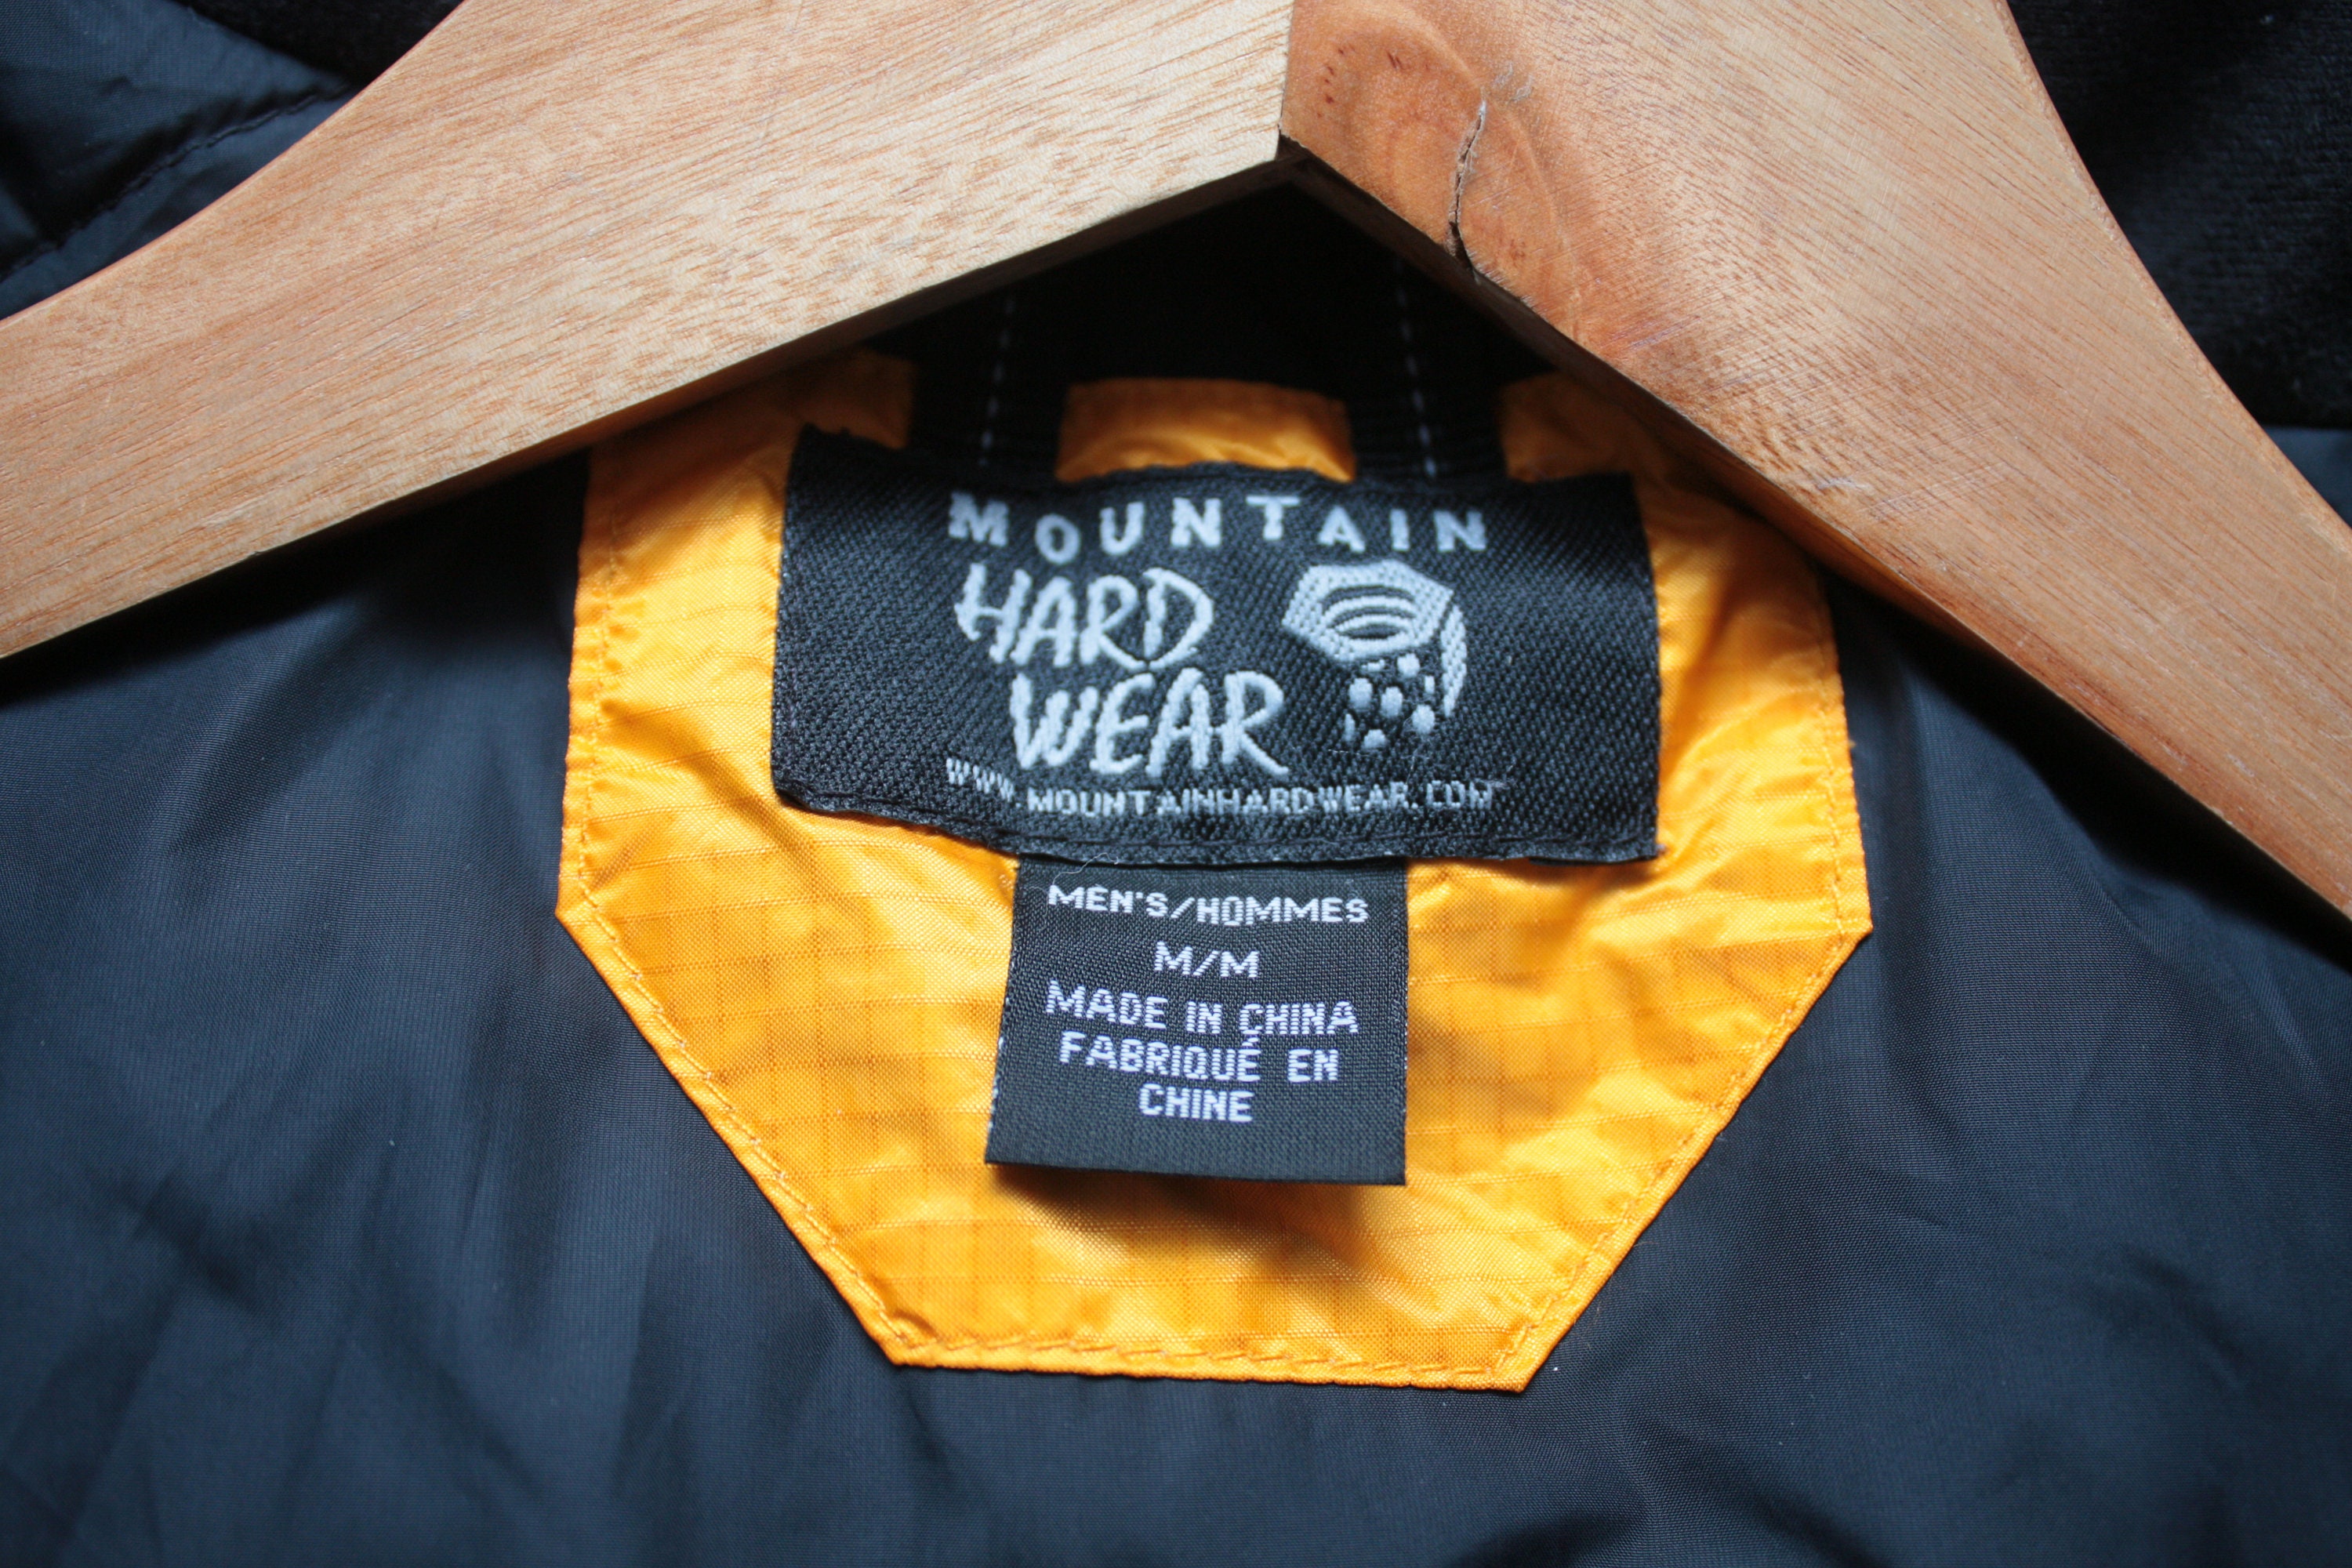 MOUNTAIN
HARD
WEAR
WWW.MOUNTAINHARDWEAR.COM
MEN'S/HOMMES
M/M
MADE IN CHINA
FABRIQUÉ EN
CHINE